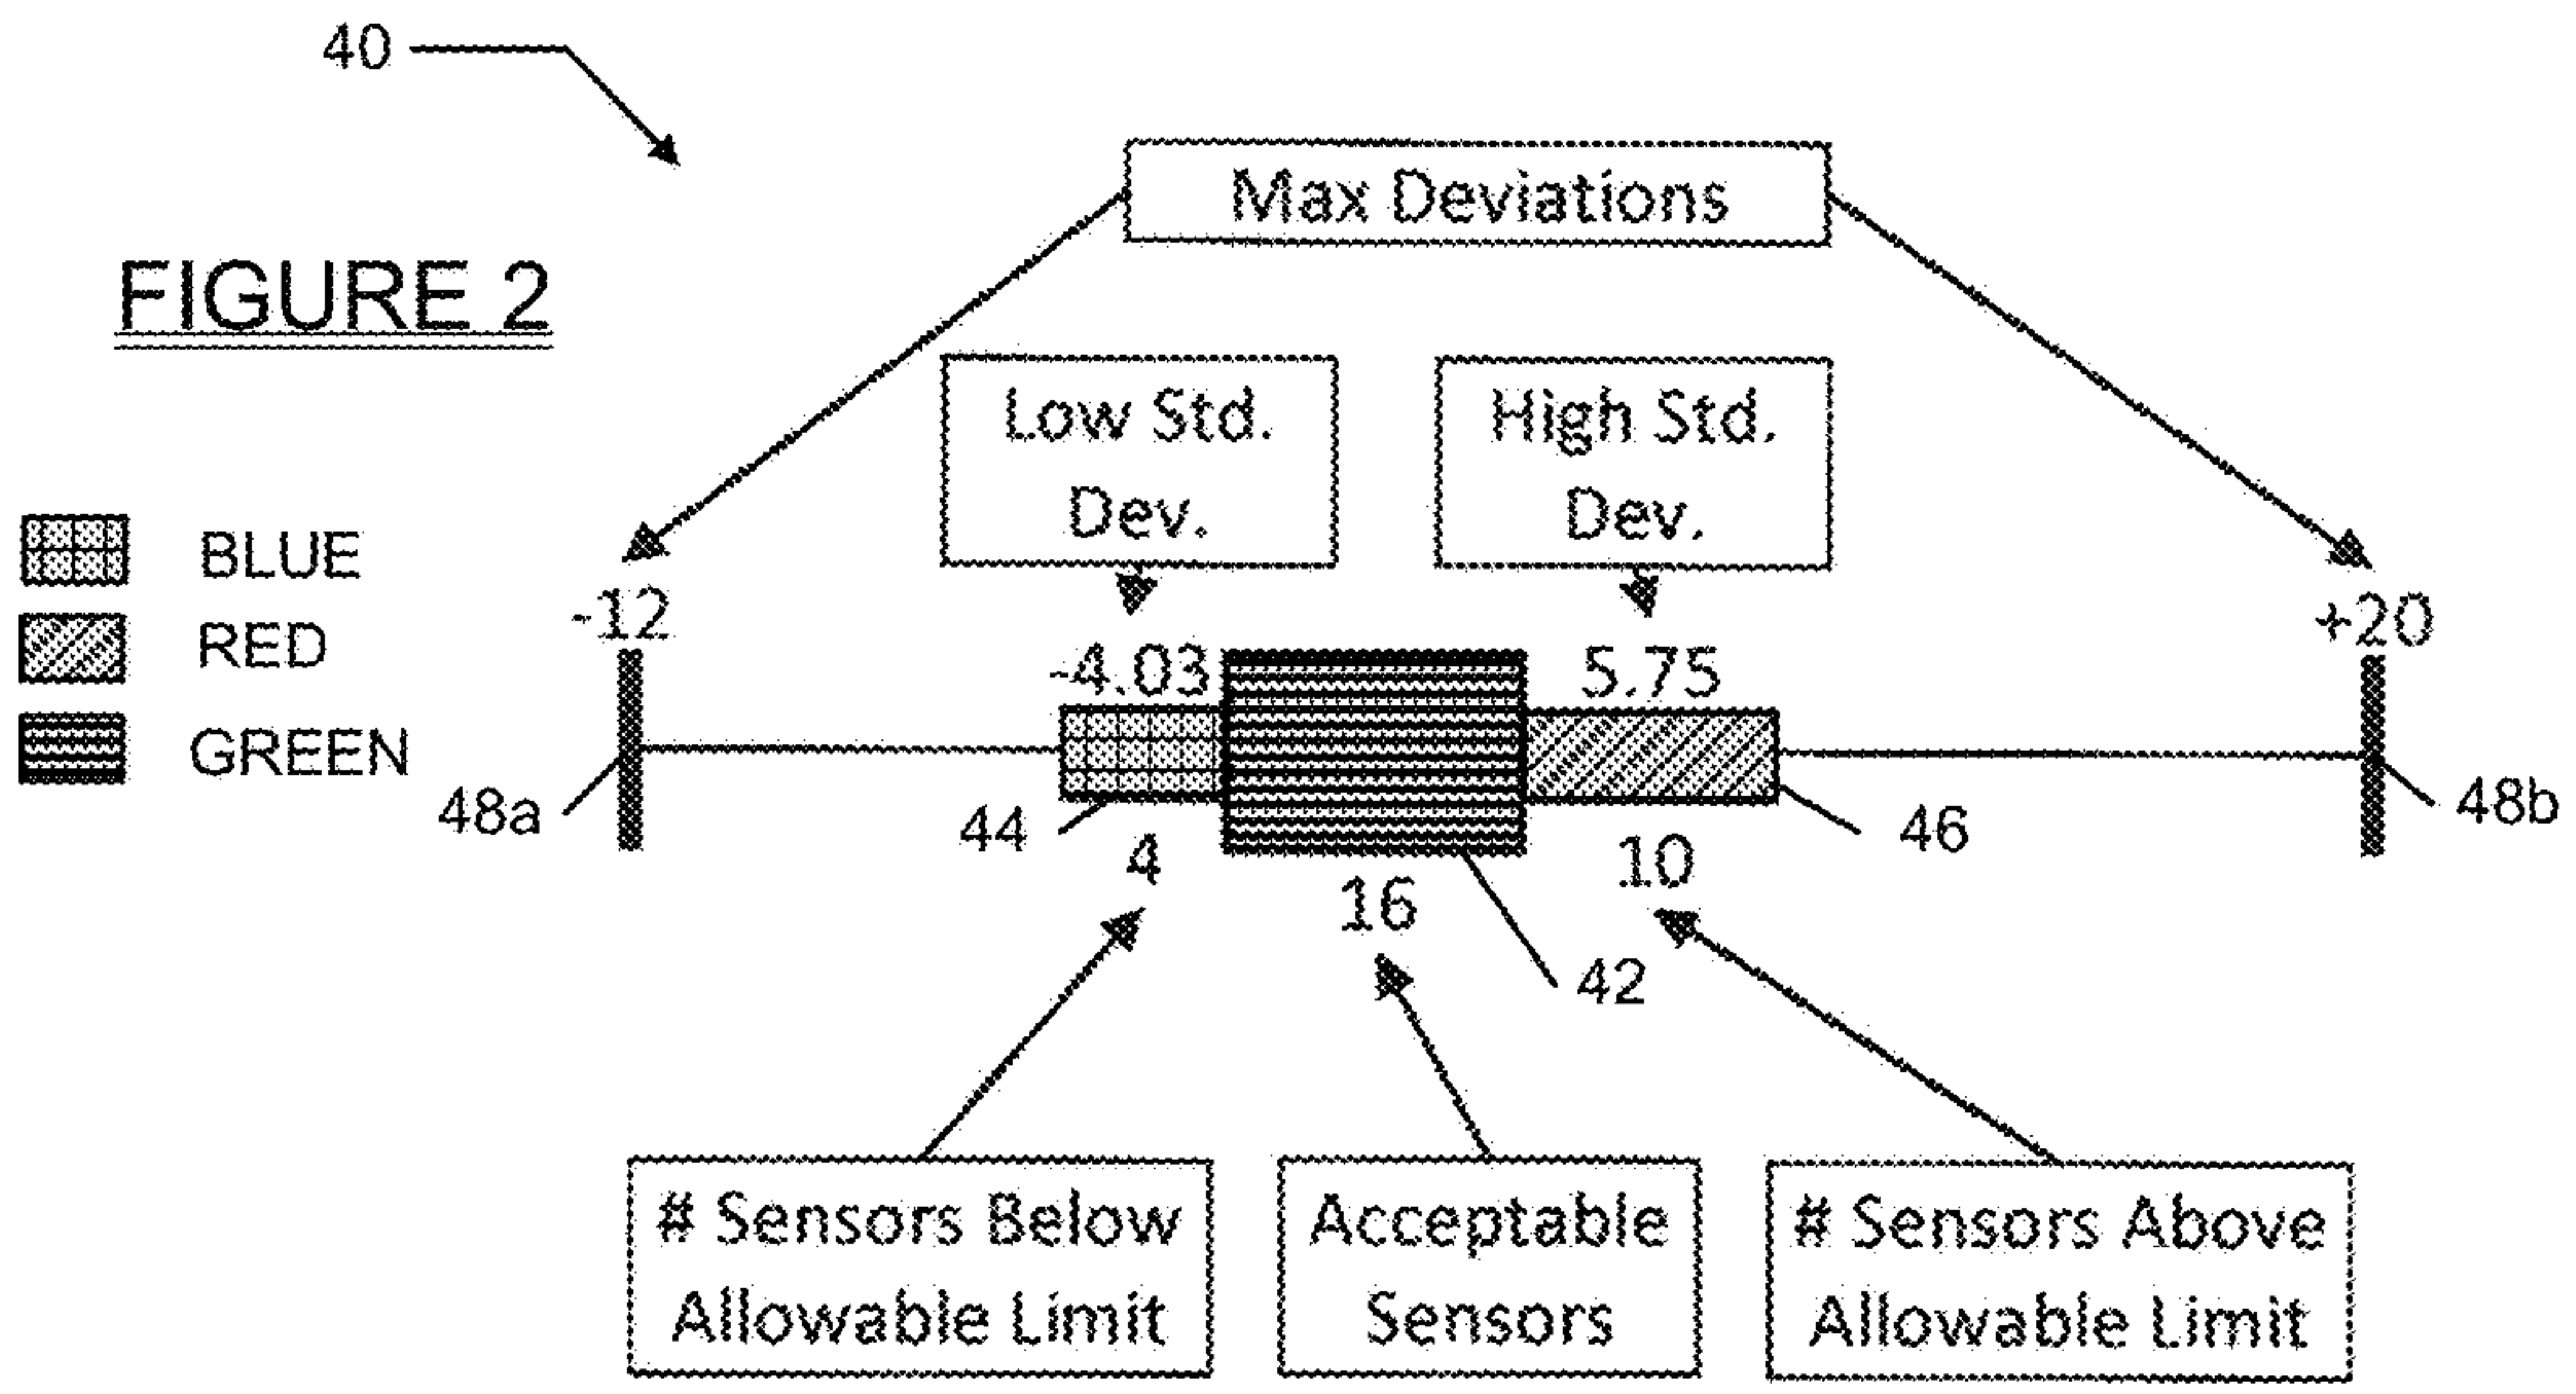 40
Max Deviations
FIGURE 2
Low Std.
Dev.
High Std.
Dev.
BLUE
RED
GREEN
-12
-4.03
5.75
+20
48a
44
4
16
10
46
48b
42
# Sensors Below
Allowable Limit
Acceptable
Sensors
# Sensors Above
Allowable Limit